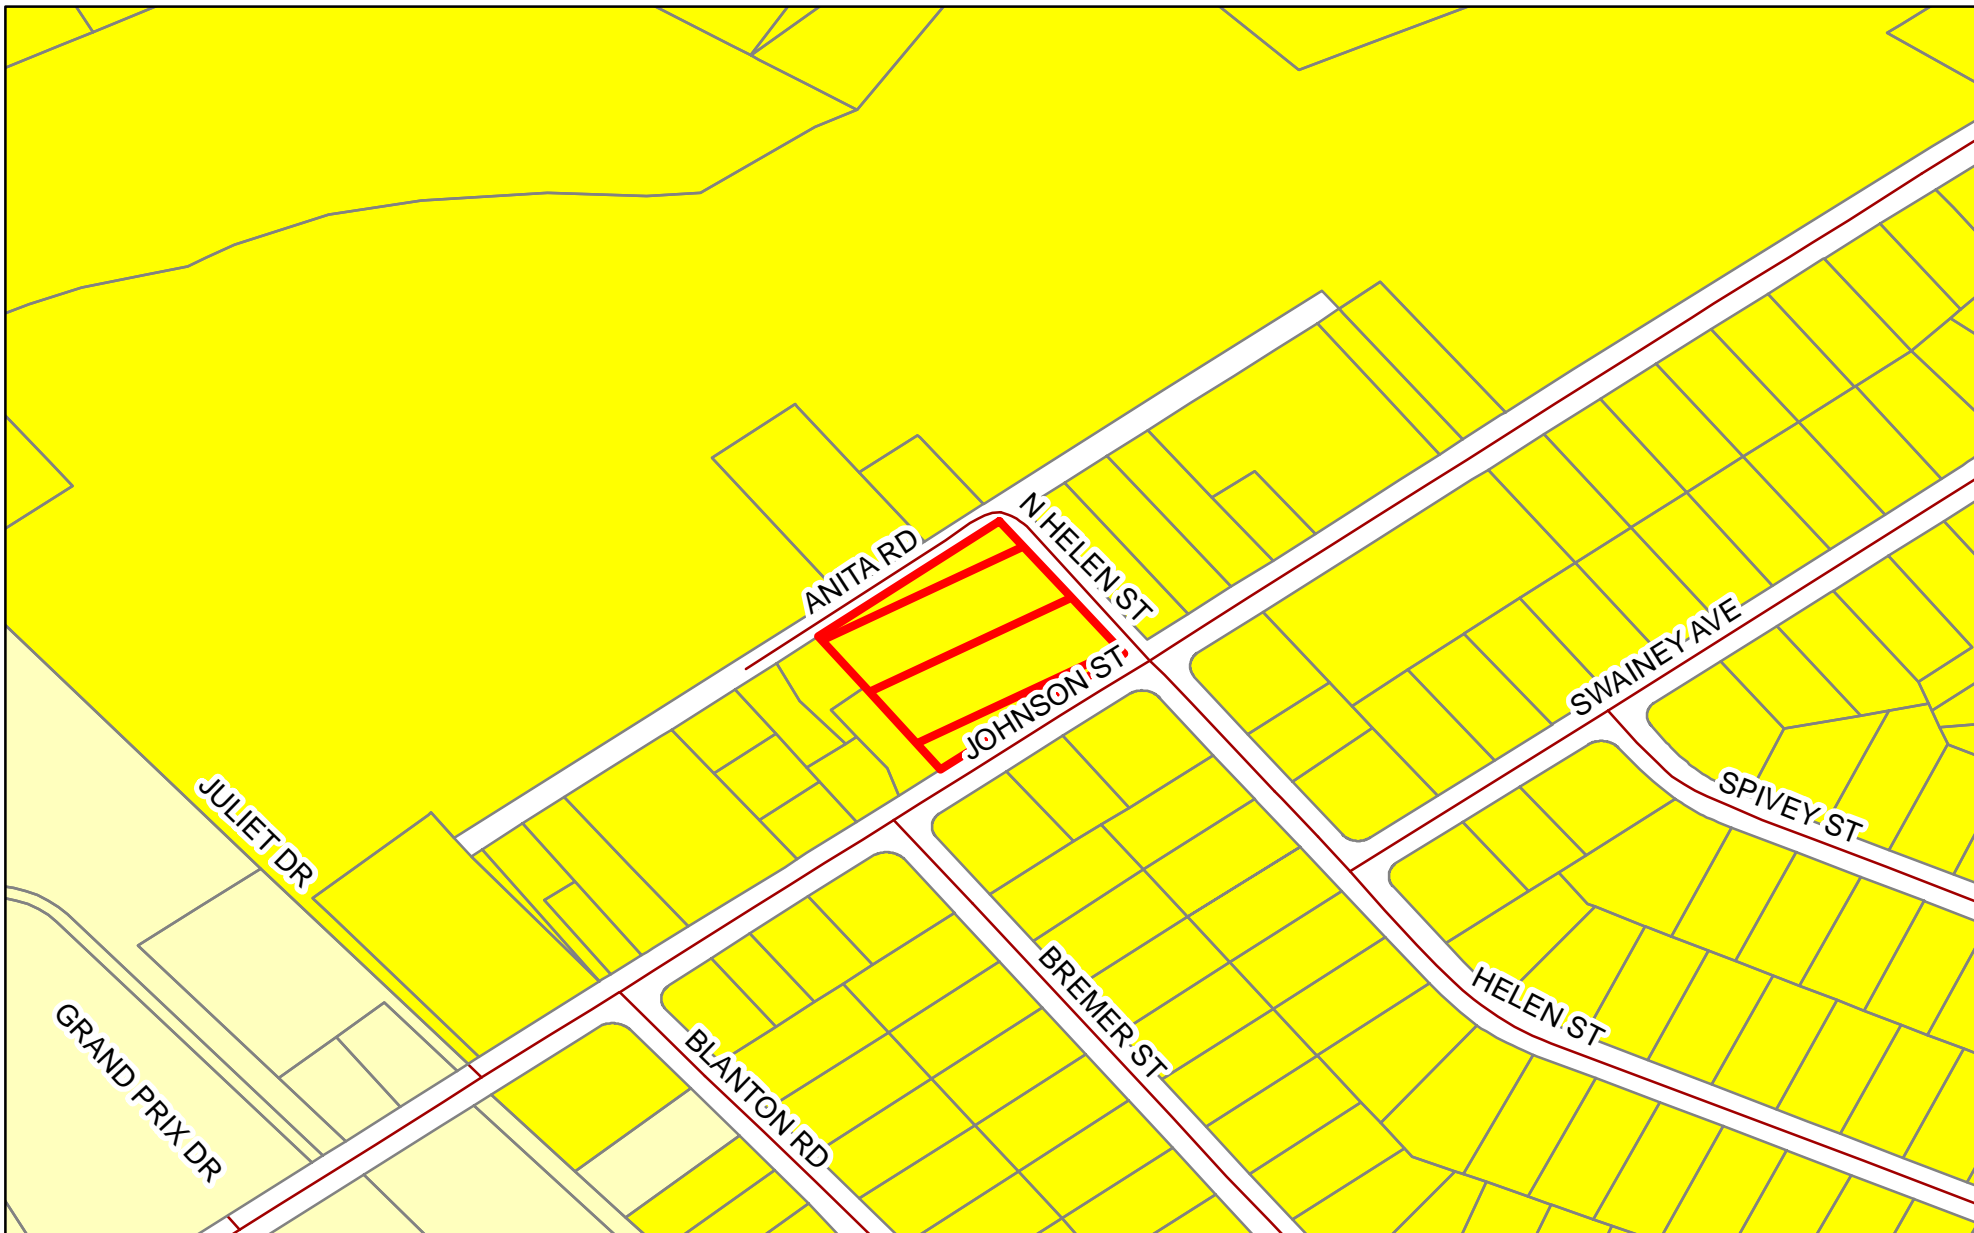 N HELEN ST
ANITA RD
JOHNSON ST
SWAINEY AVE
SPIVEY ST
JULIET DR
BREMER ST
HELEN ST
GRAND PRIX DR
BLANTON RD